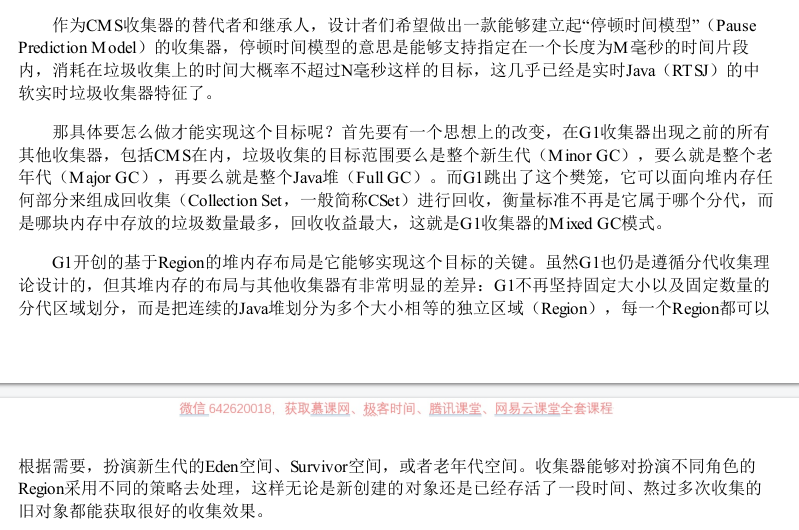 作为CMS收集器的替代者和继承人，设计者们希望做出一款能够建立起“停顿时间模型”（Pause
Prediction Model）的收集器，停顿时间模型的意思是能够支持指定在一个长度为M毫秒的时间片段
内，消耗在垃圾收集上的时间大概率不超过N毫秒这样的目标，这几乎已经是实时Java（RTSJ）的中
软实时垃圾收集器特征了。
那具体要怎么做才能实现这个目标呢？首先要有一个思想上的改变，在G1收集器出现之前的所有
其他收集器，包括CMS在内，垃圾收集的目标范围要么是整个新生代（Minor GC），要么就是整个老
年代（Major GC），再要么就是整个Java堆（Full GC）。而G1跳出了这个樊笼，它可以面向堆内存任
何部分来组成回收集（Collection Set，一般简称CSet）进行回收，衡量标准不再是它属于哪个分代，而
是哪块内存中存放的垃圾数量最多，回收收益最大，这就是G1收集器的Mixed GC模式。
G1开创的基于Region的堆内存布局是它能够实现这个目标的关键。虽然G1也仍是遵循分代收集理
论设计的，但其堆内存的布局与其他收集器有非常明显的差异：G1不再坚持固定大小以及固定数量的
分代区域划分，而是把连续的Java堆划分为多个大小相等的独立区域（Region），每一个Region都可以
微信 642620018，获取慕课网、极客时间、腾讯课堂、网易云课堂全套课程
根据需要，扮演新生代的Eden空间、Survivor空间，或者老年代空间。收集器能够对扮演不同角色的
Region采用不同的策略去处理，这样无论是新创建的对象还是已经存活了一段时间、熬过多次收集的
旧对象都能获取很好的收集效果。